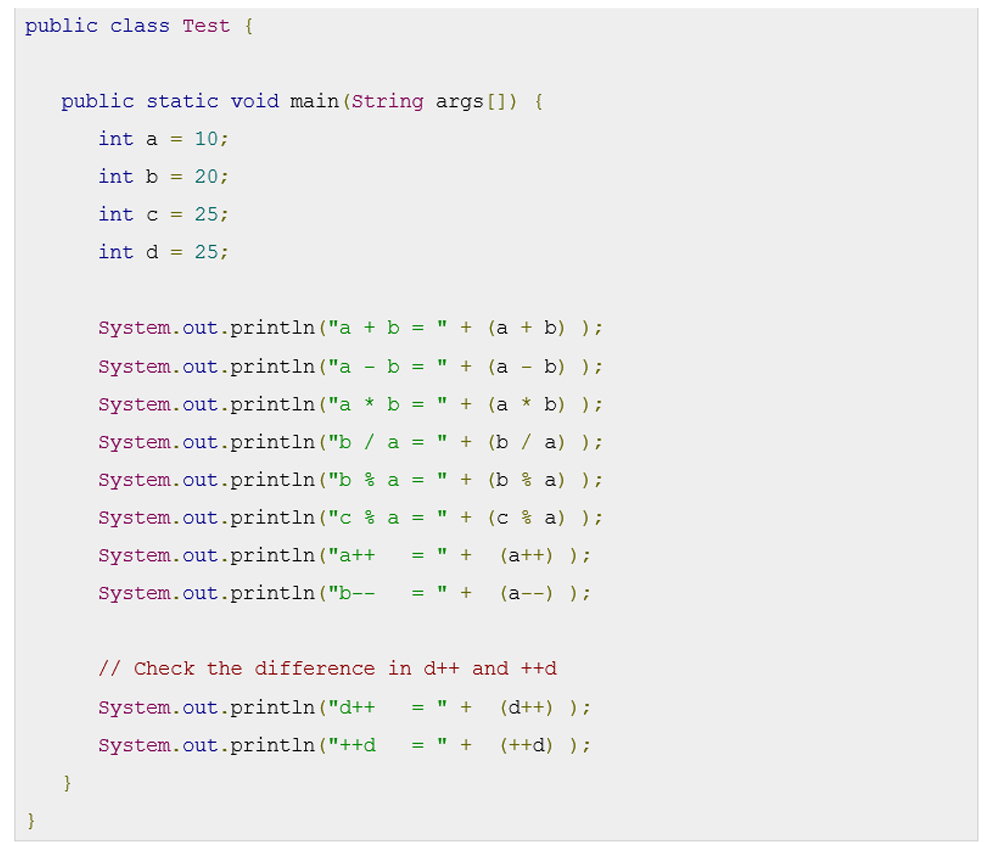 public class Test {
   public static void main(String args[]) {
      int a = 10;
      int b = 20;
      int c = 25;
      int d = 25;
      System.out.println("a + b = " + (a + b) );
      System.out.println("a - b = " + (a - b) );
      System.out.println("a * b = " + (a * b) );
      System.out.println("b / a = " + (b / a) );
      System.out.println("b % a = " + (b % a) );
      System.out.println("c % a = " + (c % a) );
      System.out.println("a++   = " +  (a++) );
      System.out.println("b--   = " +  (a--) );
      // Check the difference in d++ and ++d
      System.out.println("d++   = " +  (d++) );
      System.out.println("++d   = " +  (++d) );
   }
}